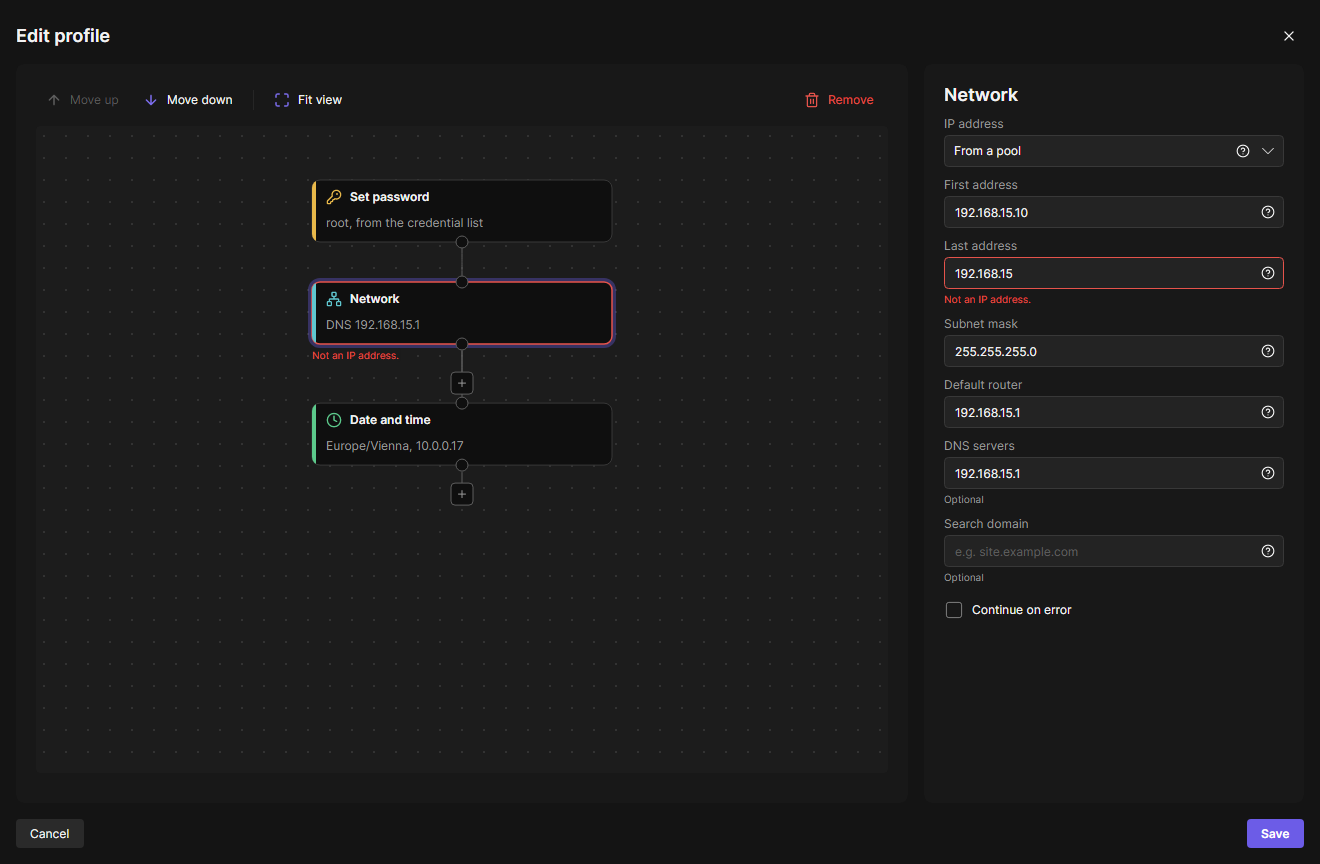 Edit profile
Move up
Move down
Fit view
Remove
Set password
root, from the credential list
Network
DNS 192.168.15.1
Not an IP address.
Date and time
Europe/Vienna, 10.0.0.17
Network
IP address
From a pool
First address
192.168.15.10
Last address
192.168.15
Not an IP address.
Subnet mask
255.255.255.0
Default router
192.168.15.1
DNS servers
192.168.15.1
Optional
Search domain
e.g. site.example.com
Optional
Continue on error
Cancel
Save